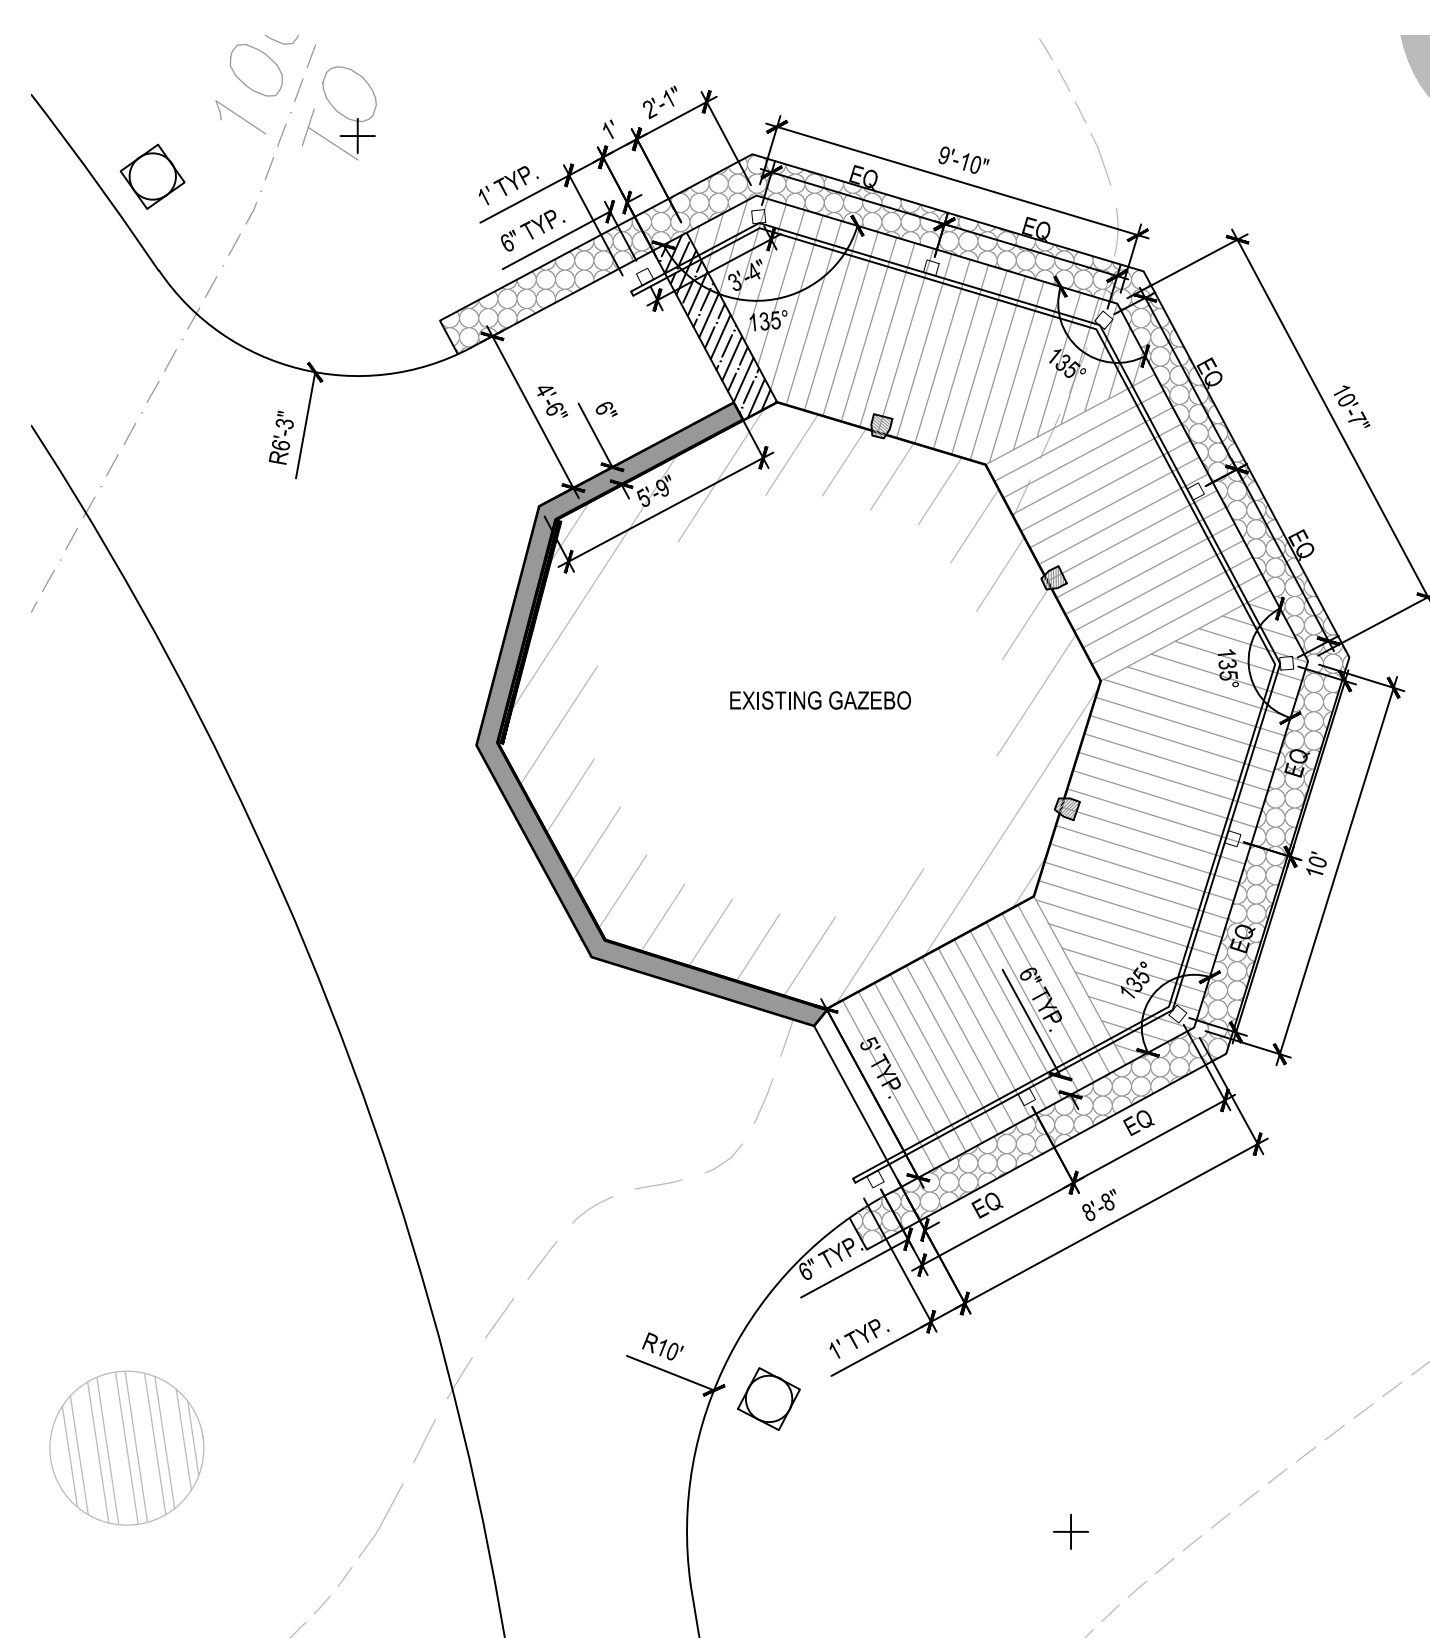 100
2'-1"
1'
1' TYP.
6" TYP.
9'-10"
EQ
EQ
3'-4"
135°
135°
EQ
10'-7"
4'-6"
6"
R6'-3"
5'-9"
EQ
135°
EXISTING GAZEBO
EQ
10'
EQ
135°
6" TYP.
5' TYP.
EQ
EQ
8'-8"
6" TYP.
1' TYP.
R10'